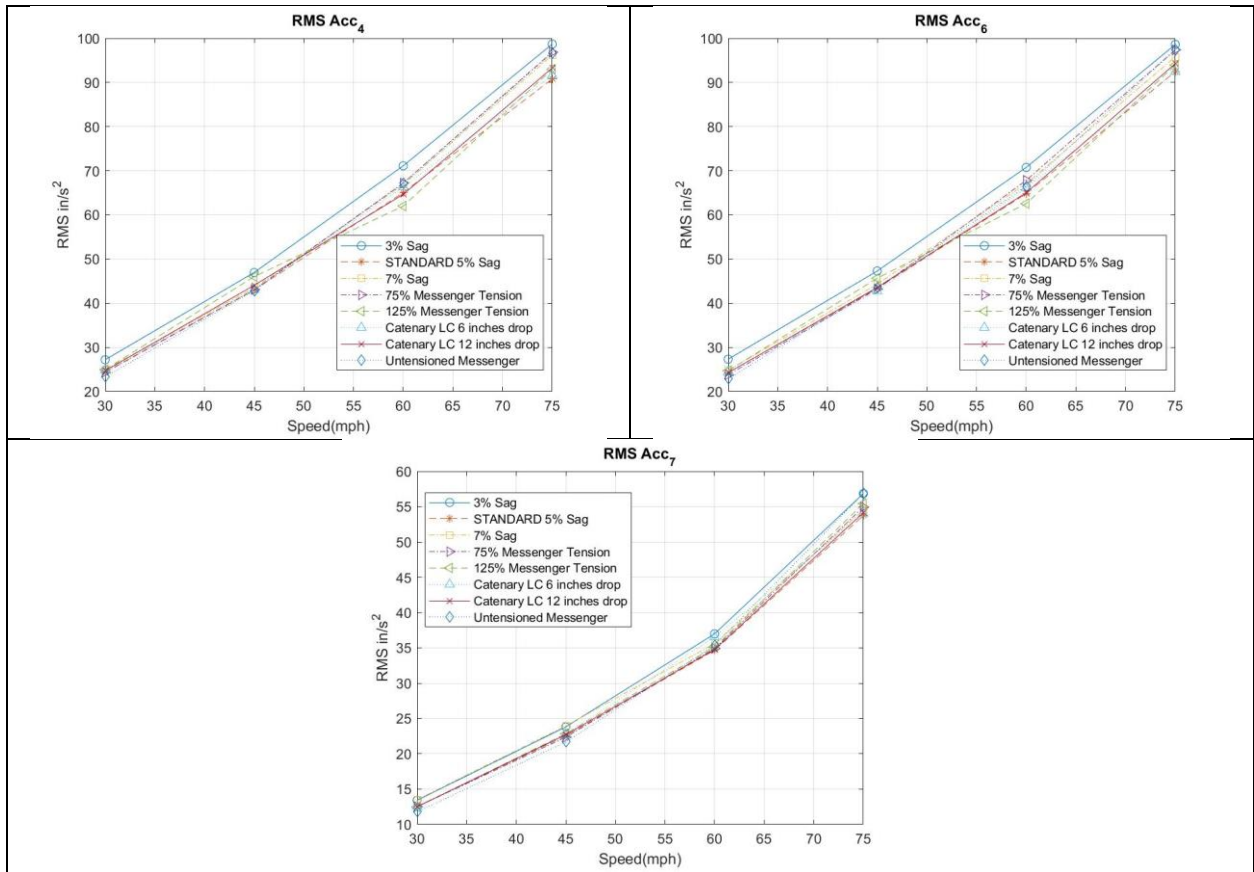 RMS Acc4
100
90
80
70
60
50
40
30
20
RMS in/s2
3% Sag
STANDARD 5% Sag
7% Sag
75% Messenger Tension
125% Messenger Tension
Catenary LC 6 inches drop
Catenary LC 12 inches drop
Untensioned Messenger
30 35 40 45 50 55 60 65 70 75
Speed(mph)
RMS Acc6
100
90
80
70
60
50
40
30
20
RMS in/s2
3% Sag
STANDARD 5% Sag
7% Sag
75% Messenger Tension
125% Messenger Tension
Catenary LC 6 inches drop
Catenary LC 12 inches drop
Untensioned Messenger
30 35 40 45 50 55 60 65 70 75
Speed(mph)
RMS Acc7
60
55
50
45
40
35
30
25
20
15
10
RMS in/s2
3% Sag
STANDARD 5% Sag
7% Sag
75% Messenger Tension
125% Messenger Tension
Catenary LC 6 inches drop
Catenary LC 12 inches drop
Untensioned Messenger
30 35 40 45 50 55 60 65 70 75
Speed(mph)